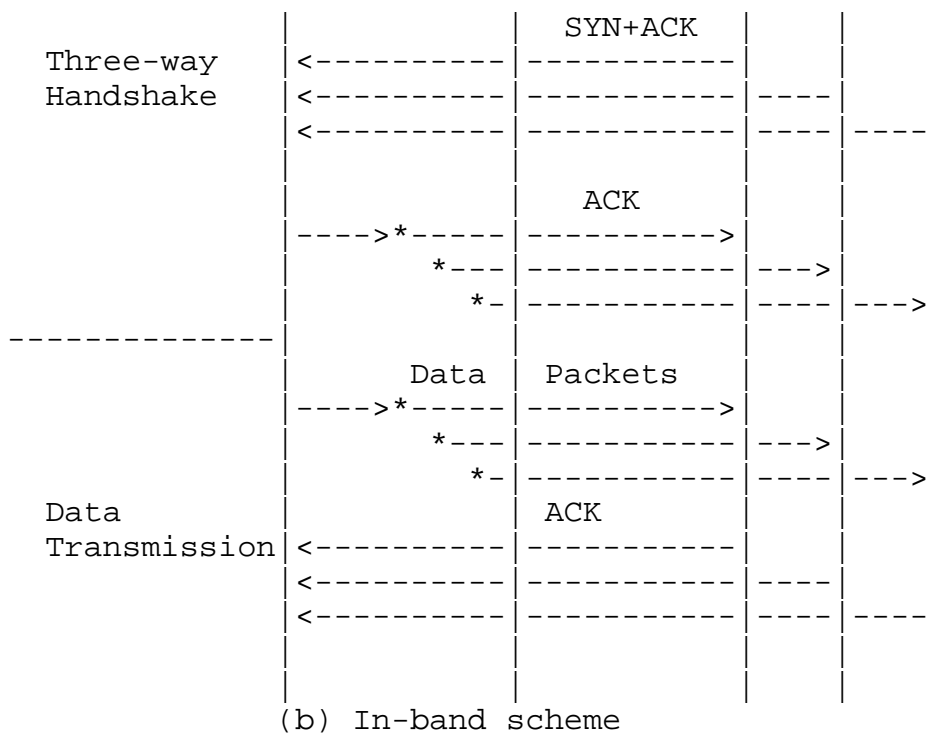 SYN+ACK
Three-way
Handshake
ACK
Data Packets
Data ACK
Transmission
(b) In-band scheme